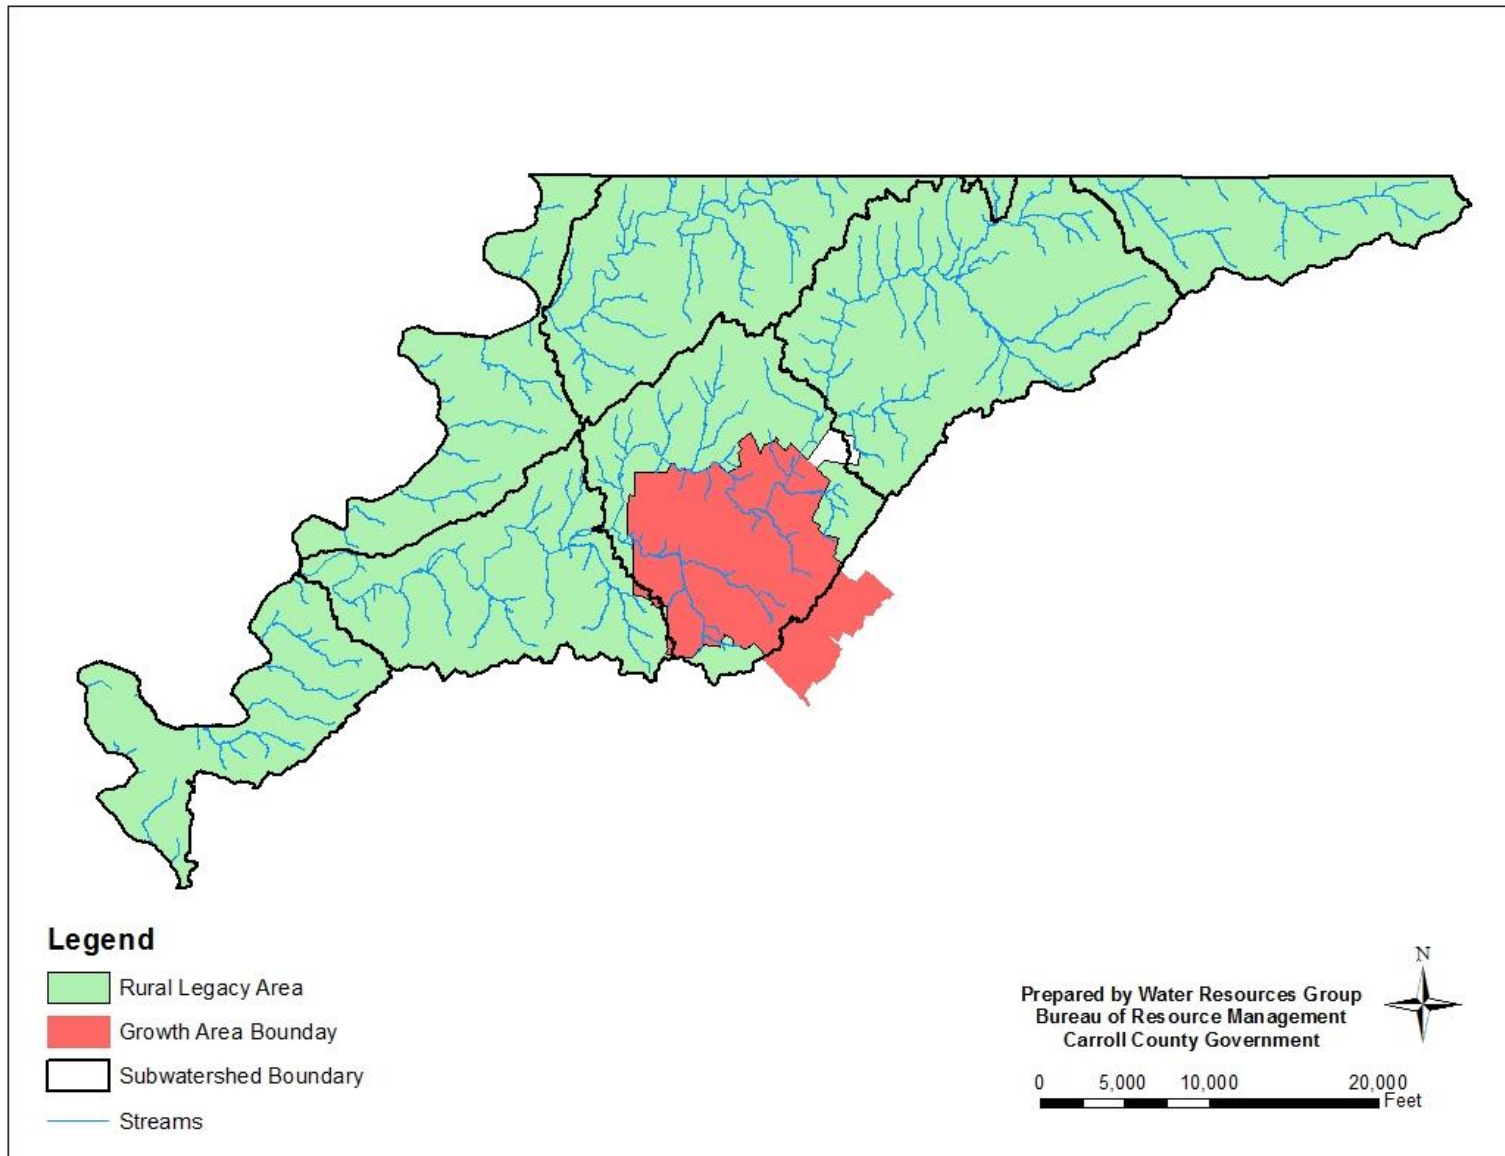 Legend
Rural Legacy Area
Growth Area Bounday
Subwatershed Boundary
Streams
N
Prepared by Water Resources Group
Bureau of Resource Management
Carroll County Government
0 5,000 10,000 20,000
Feet